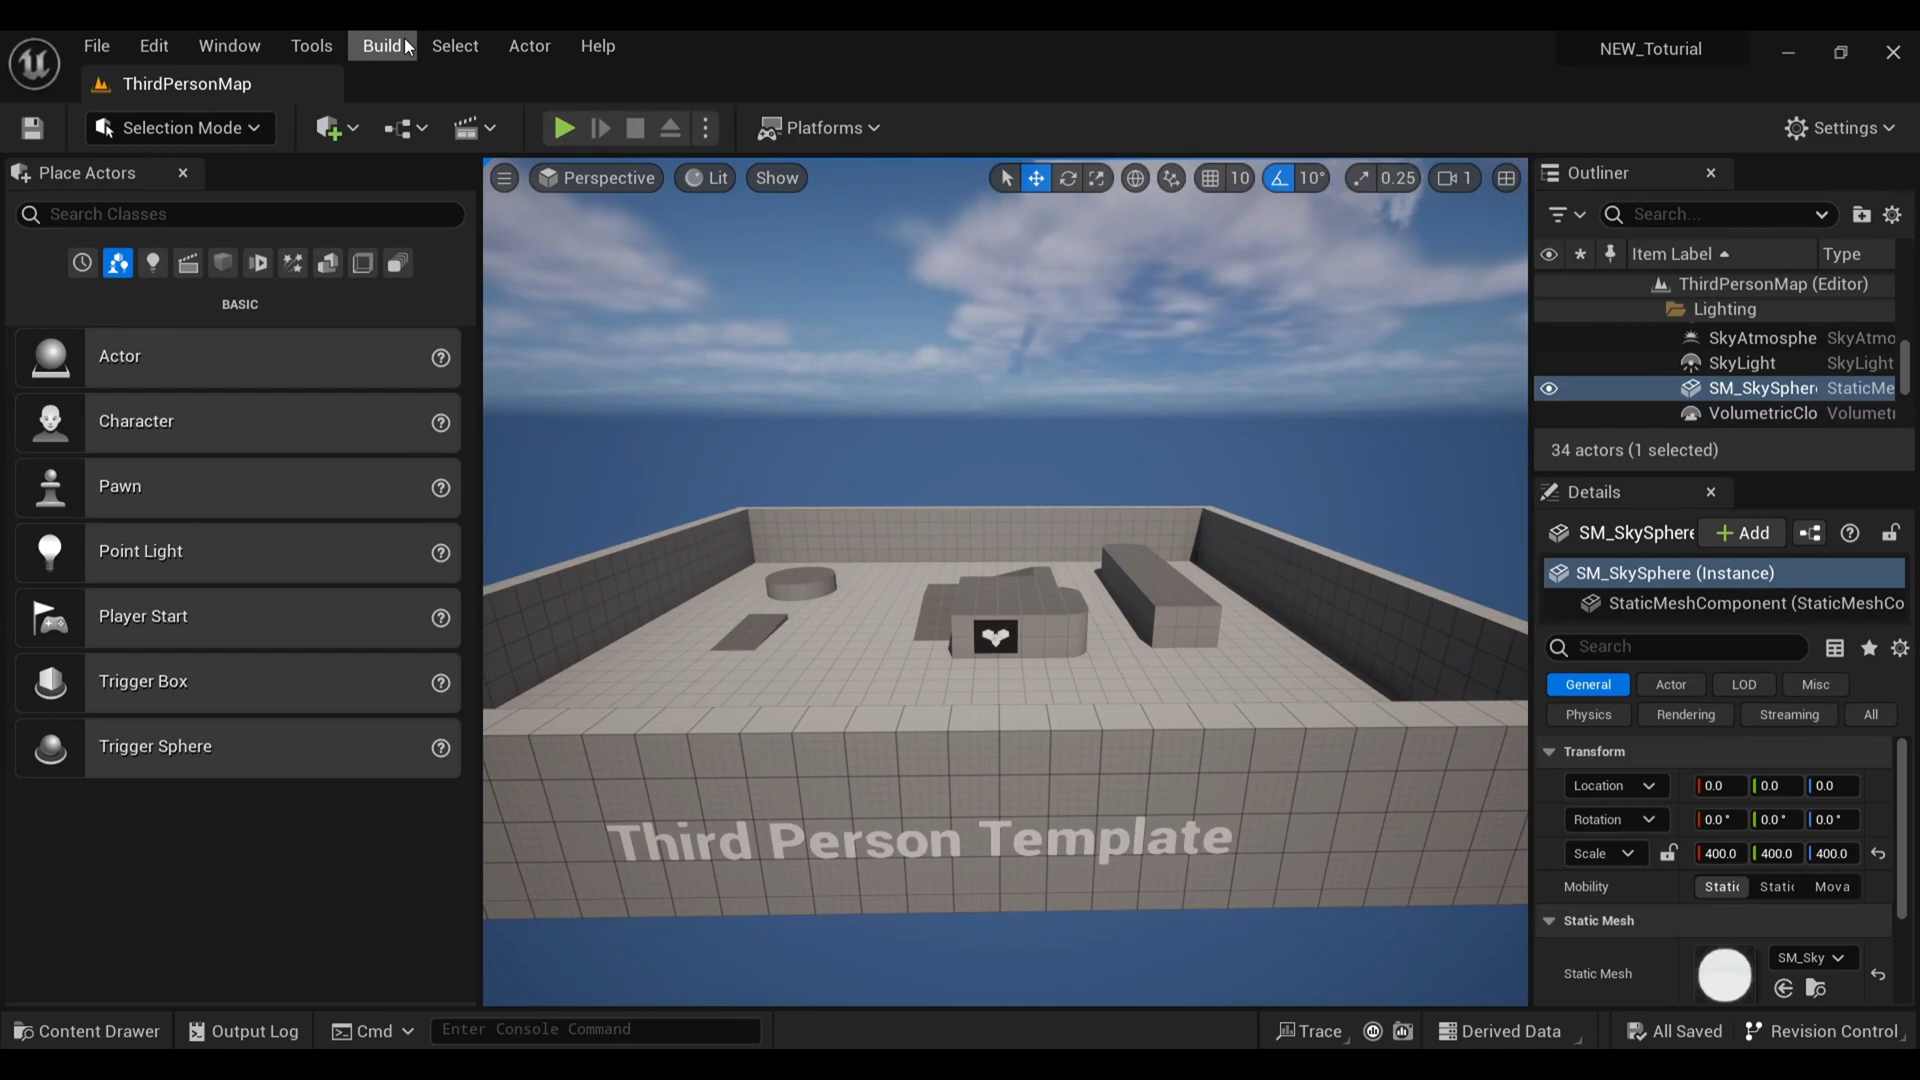 File Edit Window Tools Build Select Actor Help
NEW_Toturial
ThirdPersonMap
Selection Mode
Platforms
Settings
Place Actors
Search Classes
BASIC
Actor
Character
Pawn
Point Light
Player Start
Trigger Box
Trigger Sphere
Perspective
Lit
Show
10
10°
0.25
1
Third Person Template
Outliner
Search...
Item Label
Type
ThirdPersonMap (Editor)
Lighting
SkyAtmosphe SkyAtmo
SkyLight SkyLight
SM_SkySpher StaticMe
VolumetricClo Volumet
34 actors (1 selected)
Details
SM_SkySphere
Add
SM_SkySphere (Instance)
StaticMeshComponent (StaticMeshCo
Search
General Actor LOD Misc
Physics Rendering Streaming All
Transform
Location 0.0 0.0 0.0
Rotation 0.0 ° 0.0 ° 0.0 °
Scale 400.0 400.0 400.0
Mobility Static Stati Mova
Static Mesh
Static Mesh
SM_Sky
Content Drawer
Output Log
Cmd
Enter Console Command
Trace
Derived Data
All Saved
Revision Control